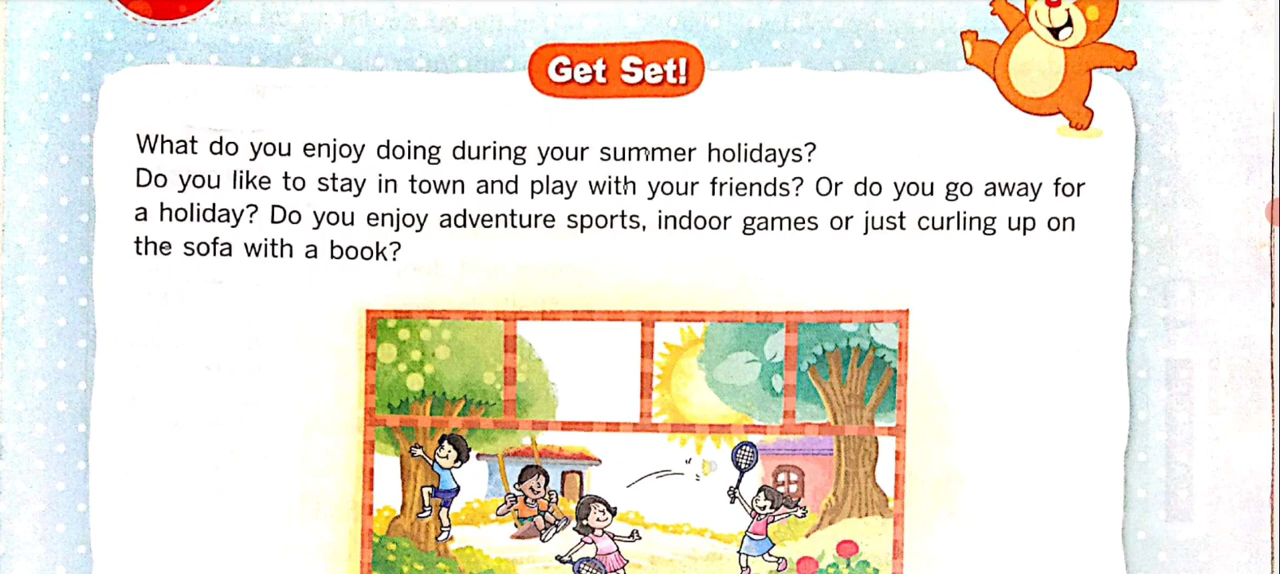 Get Set!
What do you enjoy doing during your summer holidays?
Do you like to stay in town and play with your friends? Or do you go away for
a holiday? Do you enjoy adventure sports, indoor games or just curling up on
the sofa with a book?